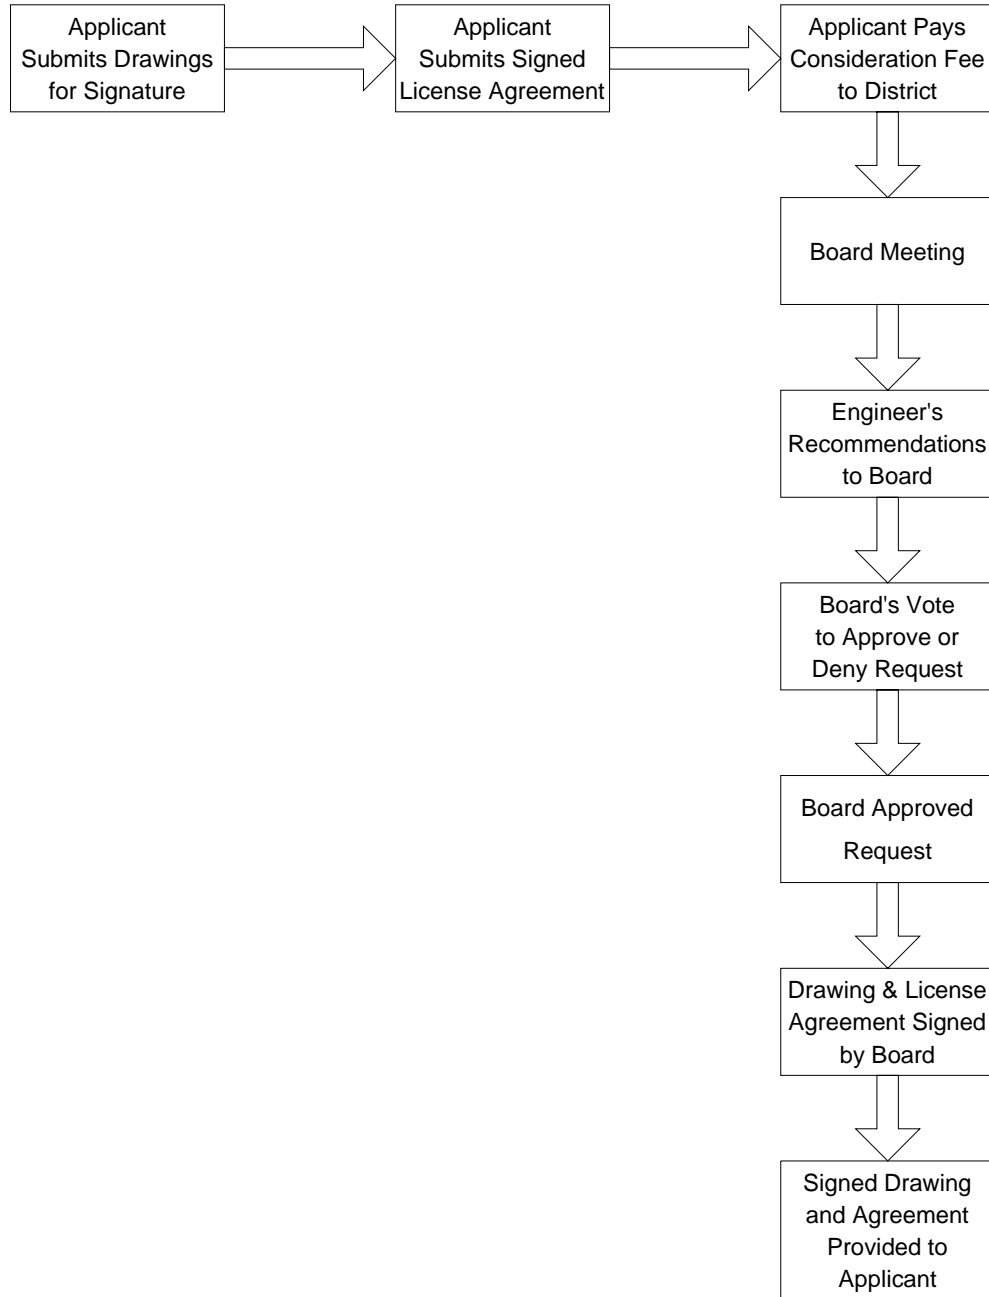 Applicant
Submits Drawings
for Signature
Applicant
Submits Signed
License Agreement
Applicant Pays
Consideration Fee
to District
Board Meeting
Engineer's
Recommendations
to Board
Board's Vote
to Approve or
Deny Request
Board Approved
Request
Drawing & License
Agreement Signed
by Board
Signed Drawing
and Agreement
Provided to
Applicant